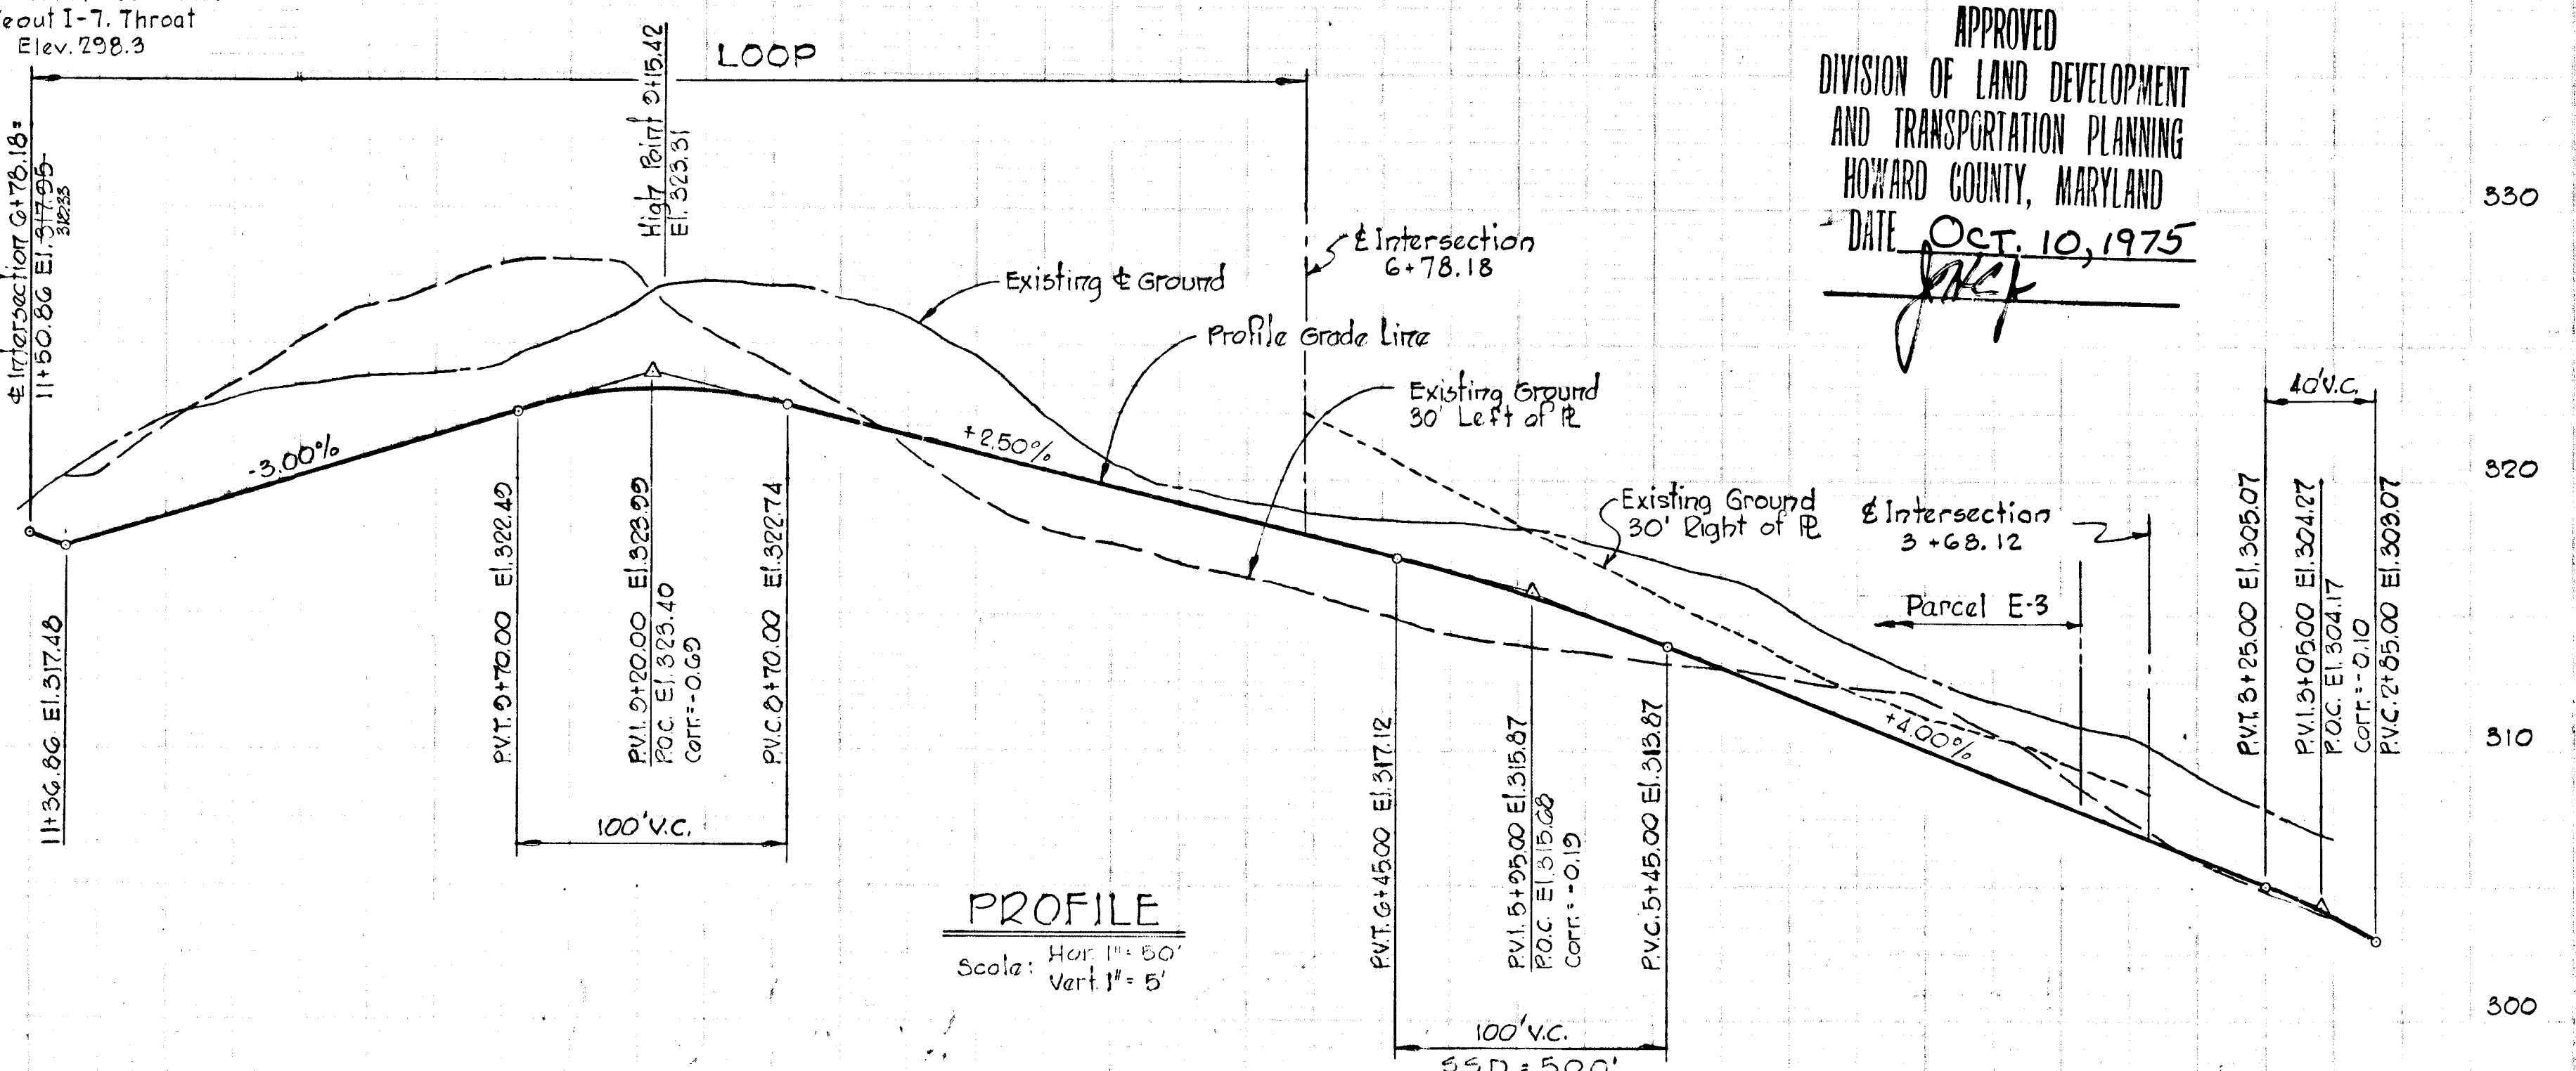 I-7. Throat
Elev. 298.3
LOOP
℄ Intersection 6+78.18=
11+50.86 El. 317.95
High Point 9+15.42
El. 323.31
APPROVED
DIVISION OF LAND DEVELOPMENT
AND TRANSPORTATION PLANNING
HOWARD COUNTY, MARYLAND
DATE OCT. 10, 1975
330
320
310
300
℄ Intersection
6+78.18
Existing ℄ Ground
Profile Grade Line
Existing Ground
30' Left of ⅊
Existing Ground
30' Right of ⅊
℄ Intersection
3+68.12
Parcel E-3
40' V.C.
-3.00%
+2.50%
+4.00%
11+36.86 El. 317.48
P.V.T. 9+70.00 El. 322.49
P.V.I. 9+20.00 El. 323.99
P.O.C. El. 323.40
Corr. = -0.69
P.V.C. 8+70.00 El. 322.74
100' V.C.
P.V.T. 6+45.00 El. 317.12
P.V.I. 5+95.00 El. 315.87
P.O.C. El. 315.68
Corr. = -0.19
P.V.C. 5+45.00 El. 313.87
100' V.C.
SSD = 500'
P.V.T. 3+25.00 El. 305.07
P.V.I. 3+05.00 El. 304.27
P.O.C. El. 304.17
Corr. = -0.10
P.V.C. 2+85.00 El. 303.07
PROFILE
Scale: Hor. 1" = 50'
Vert. 1" = 5'